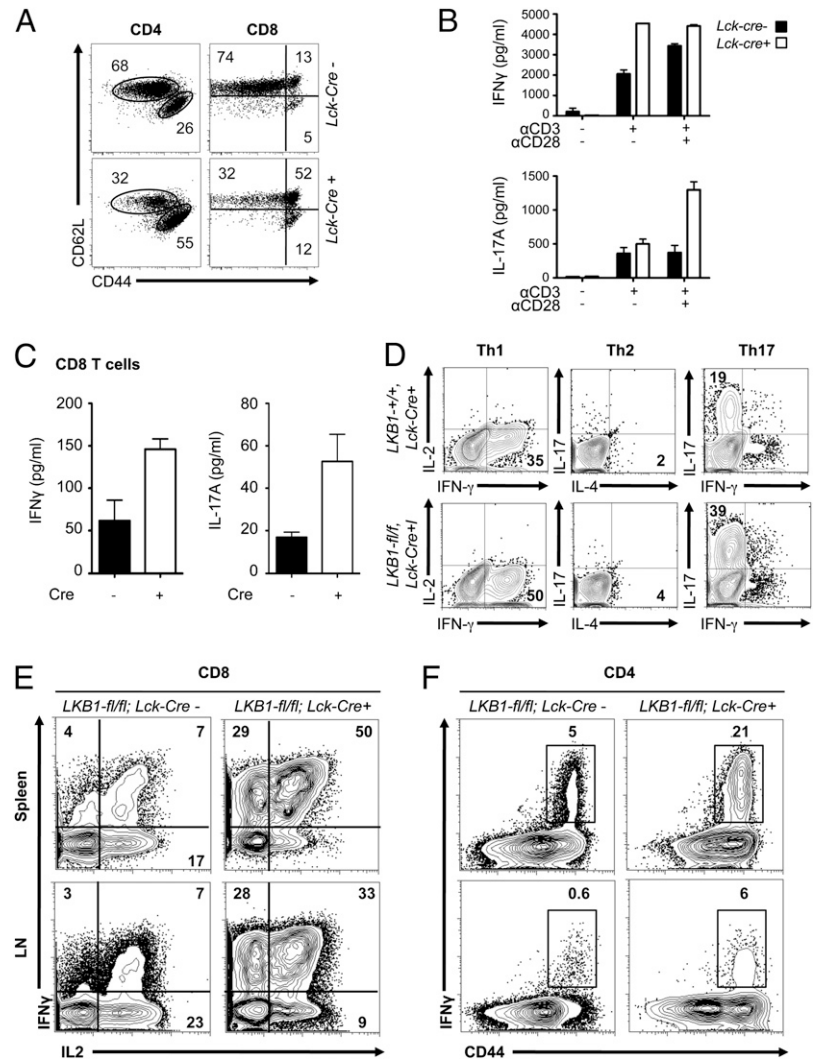 A
CD4 CD8
68
26
74 13
5
Lck-Cre -
32
55
32 52
12
Lck-Cre +
CD62L
CD44
B
Lck-cre-
Lck-cre+
IFNγ (pg/ml)
5000
4000
3000
2000
1000
0
αCD3 - + +
αCD28 - - +
IL-17A (pg/ml)
1500
1000
500
0
αCD3 - + +
αCD28 - - +
C
CD8 T cells
IFNγ (pg/ml)
200
150
100
50
0
Cre - +
IL-17A (pg/ml)
80
60
40
20
0
Cre - +
D
Th1 Th2 Th17
LKB1-+/+,
Lck-Cre+
IL-2
35
IFN-γ
IL-17
2
IL-4
IL-17
19
IFN-γ
LKB1-fl/f,
Lck-Cre+l
IL-2
50
IFN-γ
IL-17
4
IL-4
IL-17
39
IFN-γ
E
CD8
LKB1-fl/fl; Lck-Cre - LKB1-fl/fl; Lck-Cre+
Spleen
4 7
17
29 50
LN
3 7
23
28 33
9
IFNγ
IL2
F
CD4
LKB1-fl/fl; Lck-Cre - LKB1-fl/fl; Lck-Cre+
5 21
0.6 6
IFNγ
CD44